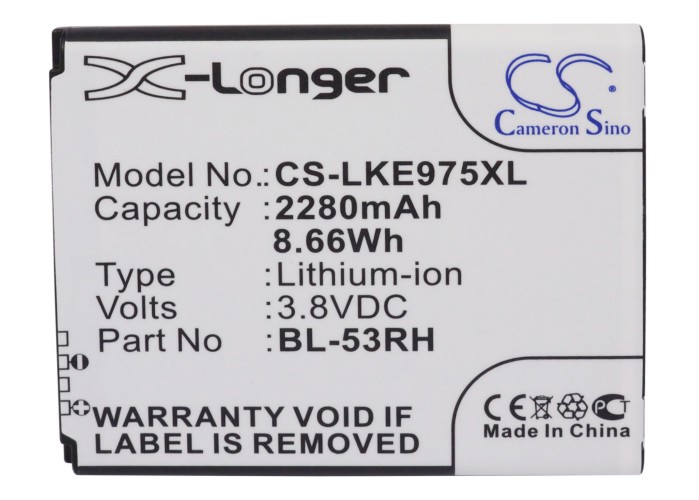 X-Longer
CS
Cameron Sino
Model No.:CS-LKE975XL
Capacity :2280mAh
8.66Wh
Type :Lithium-ion
Volts :3.8VDC
Part No :BL-53RH
WARRANTY VOID IF
LABEL IS REMOVED
CE PCT
Made in China